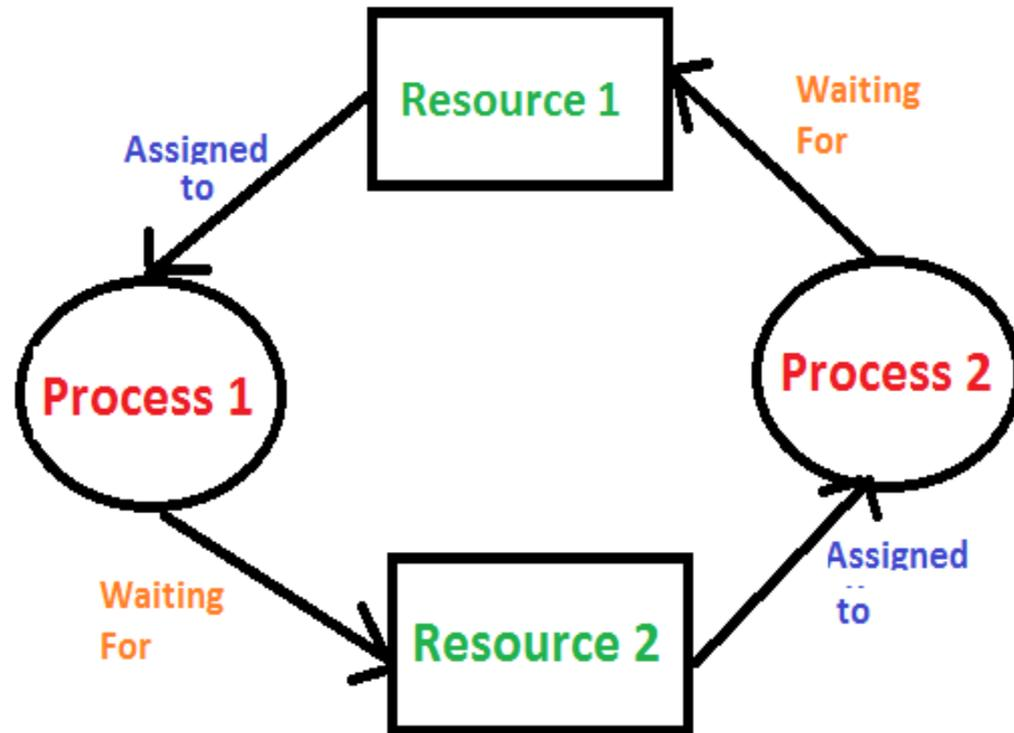 Resource 1
Waiting
For
Assigned
to
Process 1
Process 2
Assigned
to
Waiting
For
Resource 2